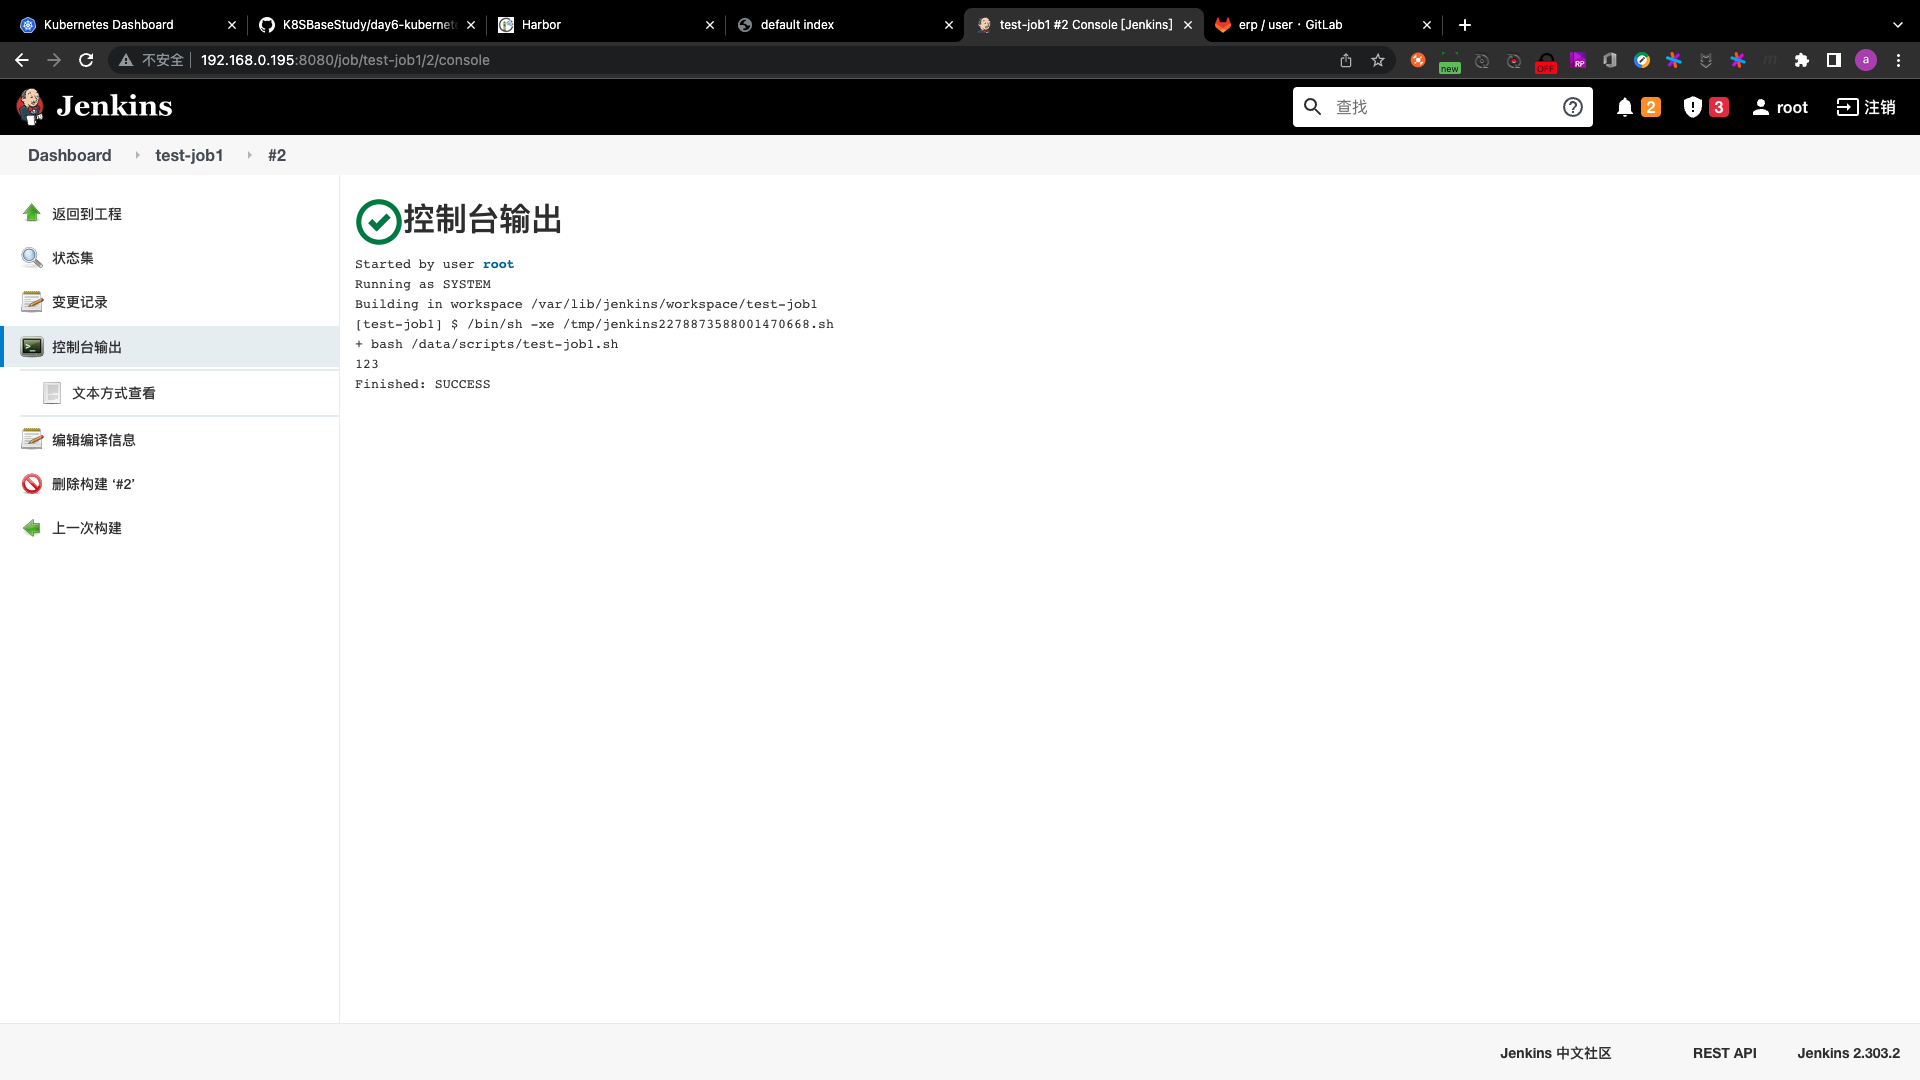 Kubernetes Dashboard
K8SBaseStudy/day6-kubernete
Harbor
default index
test-job1 #2 Console [Jenkins]
erp / user · GitLab
不安全
192.168.0.195:8080/job/test-job1/2/console
new
OFF
RP
a
Jenkins
查找
2
3
root
注销
Dashboard
test-job1
#2
返回到工程
状态集
变更记录
控制台输出
文本方式查看
编辑编译信息
删除构建 ‘#2’
上一次构建
控制台输出
Started by user root
Running as SYSTEM
Building in workspace /var/lib/jenkins/workspace/test-job1
[test-job1] $ /bin/sh -xe /tmp/jenkins2278873588001470668.sh
+ bash /data/scripts/test-job1.sh
123
Finished: SUCCESS
Jenkins 中文社区
REST API
Jenkins 2.303.2